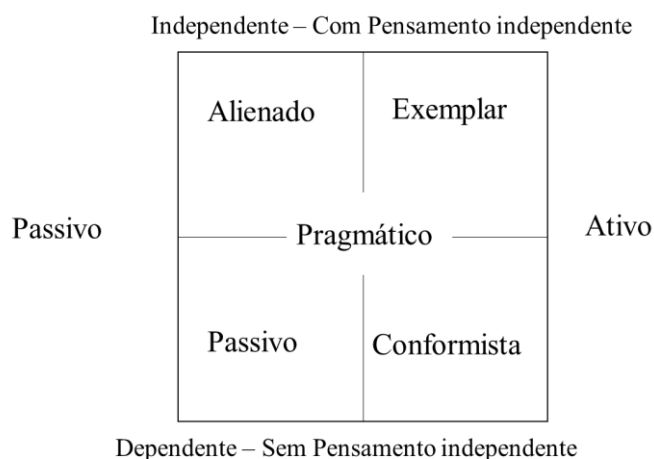 Independente – Com Pensamento independente
Alienado
Exemplar
Passivo
Pragmático
Ativo
Passivo
Conformista
Dependente – Sem Pensamento independente